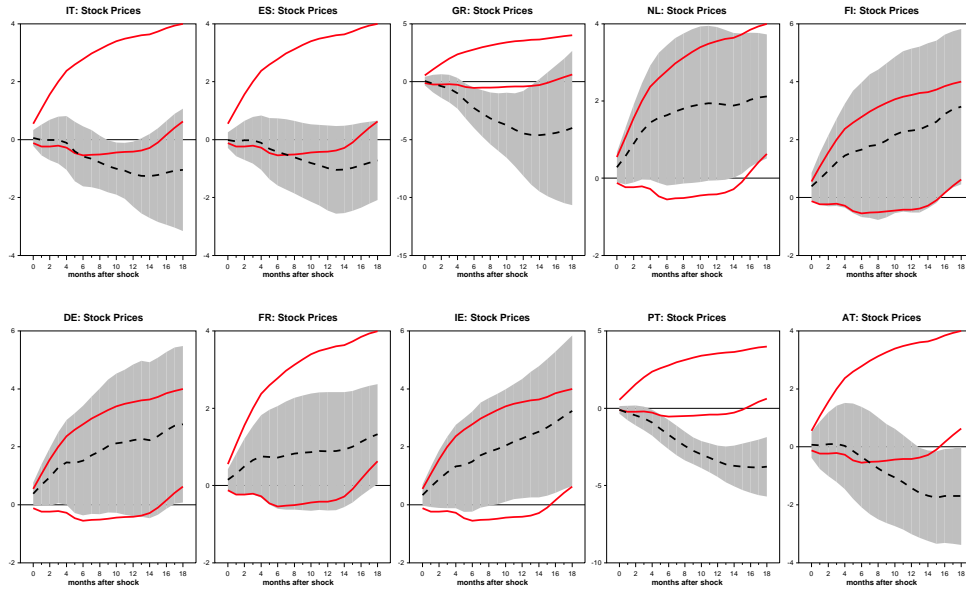 IT: Stock Prices
4
2
0
-2
-4
0 2 4 6 8 10 12 14 16 18
months after shock
ES: Stock Prices
4
2
0
-2
-4
0 2 4 6 8 10 12 14 16 18
months after shock
GR: Stock Prices
5
0
-5
-10
-15
0 2 4 6 8 10 12 14 16 18
months after shock
NL: Stock Prices
4
2
0
-2
0 2 4 6 8 10 12 14 16 18
months after shock
FI: Stock Prices
6
4
2
0
-2
0 2 4 6 8 10 12 14 16 18
months after shock
DE: Stock Prices
6
4
2
0
-2
0 2 4 6 8 10 12 14 16 18
months after shock
FR: Stock Prices
4
2
0
-2
0 2 4 6 8 10 12 14 16 18
months after shock
IE: Stock Prices
6
4
2
0
-2
0 2 4 6 8 10 12 14 16 18
months after shock
PT: Stock Prices
5
0
-5
-10
0 2 4 6 8 10 12 14 16 18
months after shock
AT: Stock Prices
4
2
0
-2
-4
0 2 4 6 8 10 12 14 16 18
months after shock